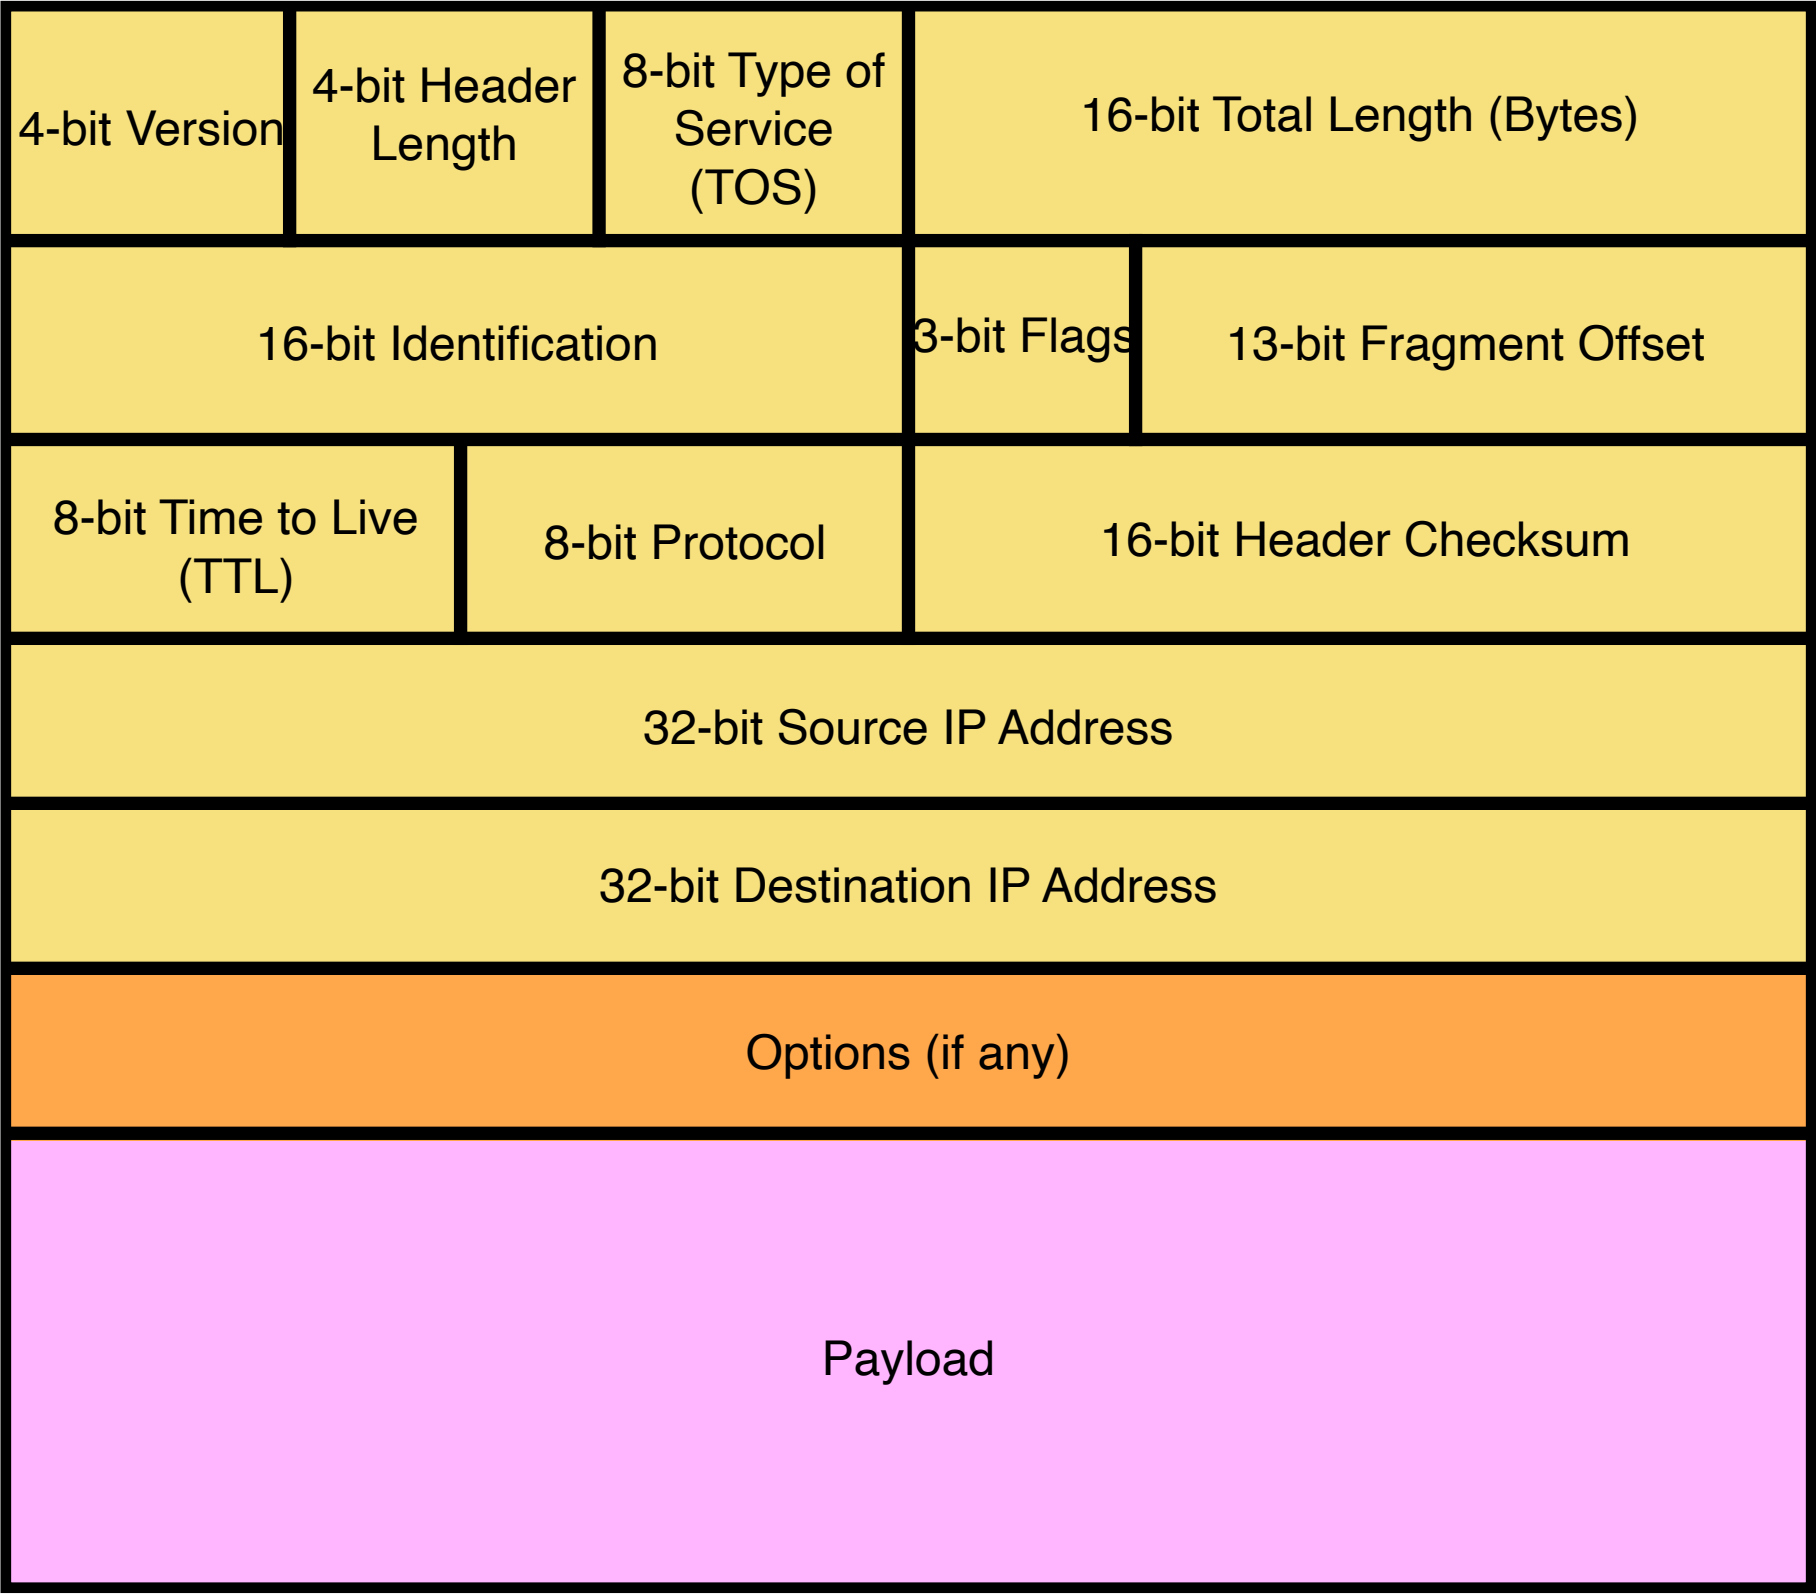 4-bit Version
4-bit Header
Length
8-bit Type of
Service
(TOS)
16-bit Total Length (Bytes)
16-bit Identification
3-bit Flags
13-bit Fragment Offset
8-bit Time to Live
(TTL)
8-bit Protocol
16-bit Header Checksum
32-bit Source IP Address
32-bit Destination IP Address
Options (if any)
Payload